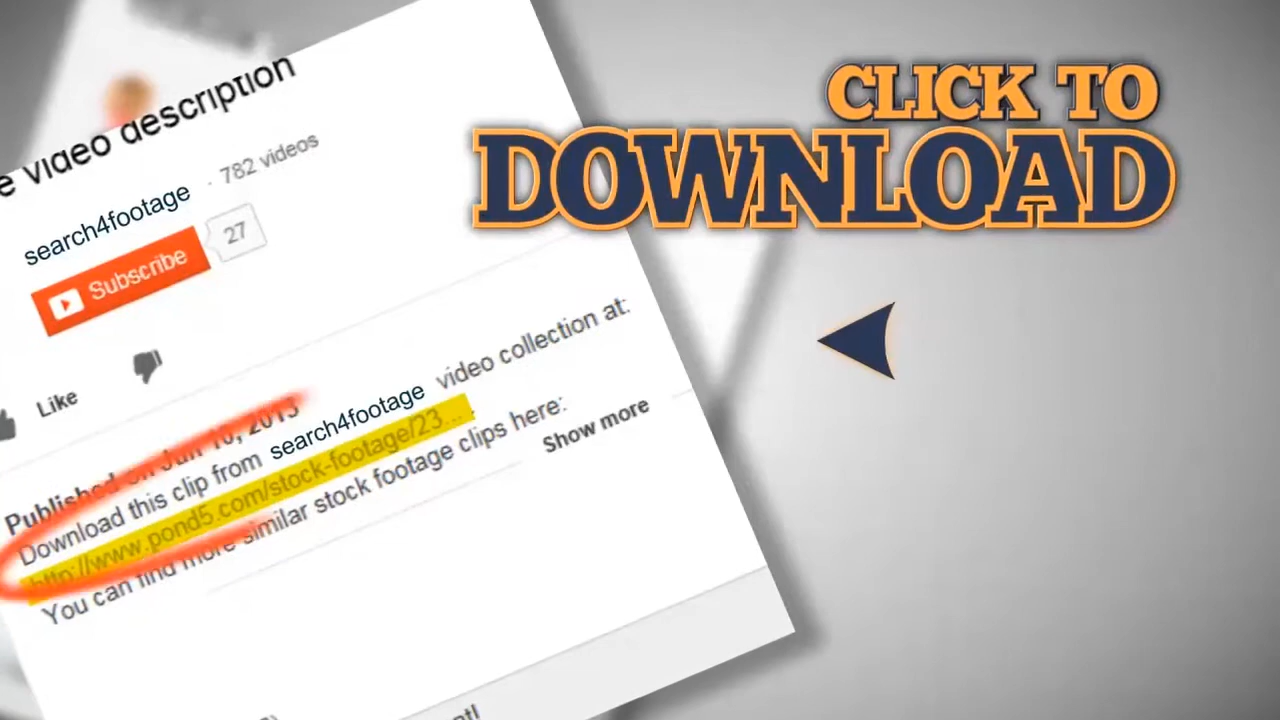 CLICK TO
DOWNLOAD
e video description
search4footage · 782 videos
Subscribe 27
Like
Published on Jun 10, 2013
Download this clip from search4footage video collection at:
http://www.pond5.com/stock-footage/23...
You can find more similar stock footage clips here:
Show more